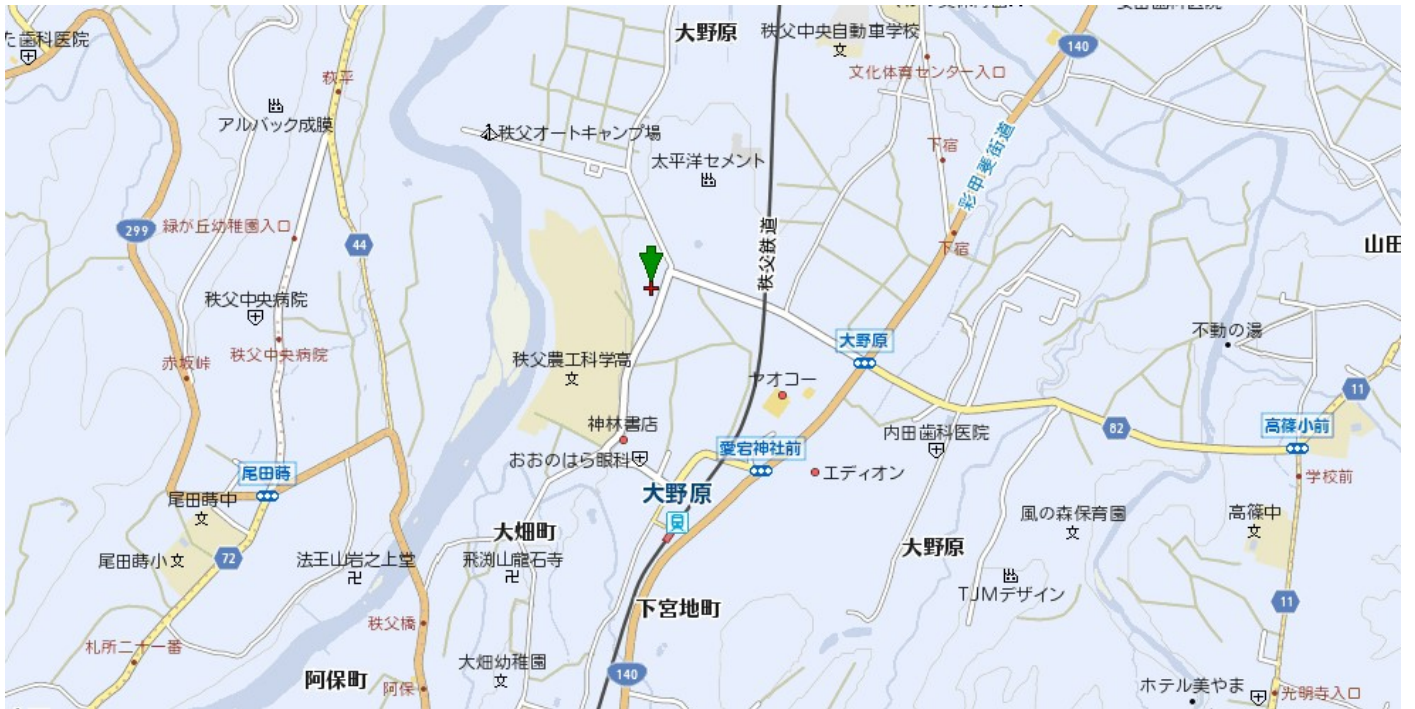 た歯科医院
アルバック成膜
萩平
大野原
秩父中央自動車学校
文化体育センター入口
140
秩父オートキャンプ場
太平洋セメント
下宿
彩甲斐街道
299
緑が丘幼稚園入口
44
秩父鉄道
下宿
山田
秩父中央病院
秩父中央病院
赤坂峠
秩父農工科学高
大野原
不動の湯
ヤオコー
11
神林書店
おおのはら眼科
愛宕神社前
内田歯科医院
82
高篠小前
尾田蒔
大野原
エディオン
学校前
尾田蒔中
大畑町
風の森保育園
高篠中
大野原
尾田蒔小
72
法王山岩之上堂
飛渕山龍石寺
TJMデザイン
下宮地町
11
秩父橋
札所二十一番
大畑幼稚園
阿保町
阿保
140
ホテル美やま
光明寺入口